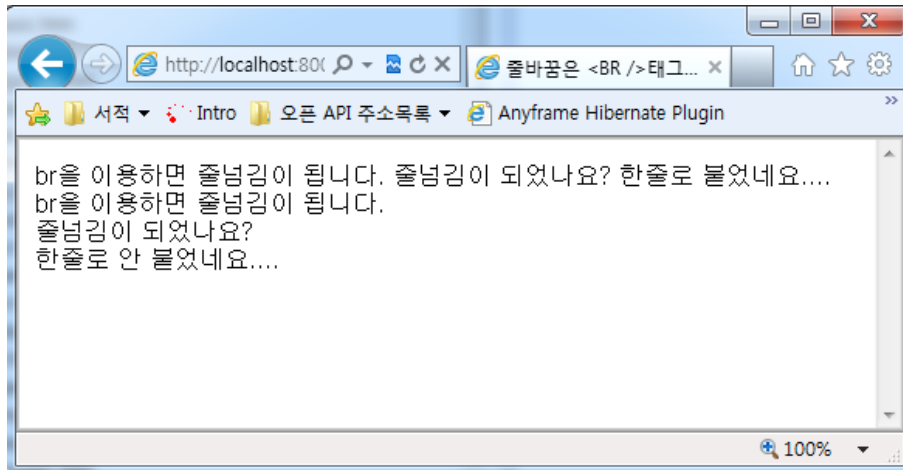 http://localhost:80
줄바꿈은 <BR />태그...
서적
Intro
오픈 API 주소목록
Anyframe Hibernate Plugin
br을 이용하면 줄넘김이 됩니다. 줄넘김이 되었나요? 한줄로 붙었네요....
br을 이용하면 줄넘김이 됩니다.
줄넘김이 되었나요?
한줄로 안 붙었네요....
100%